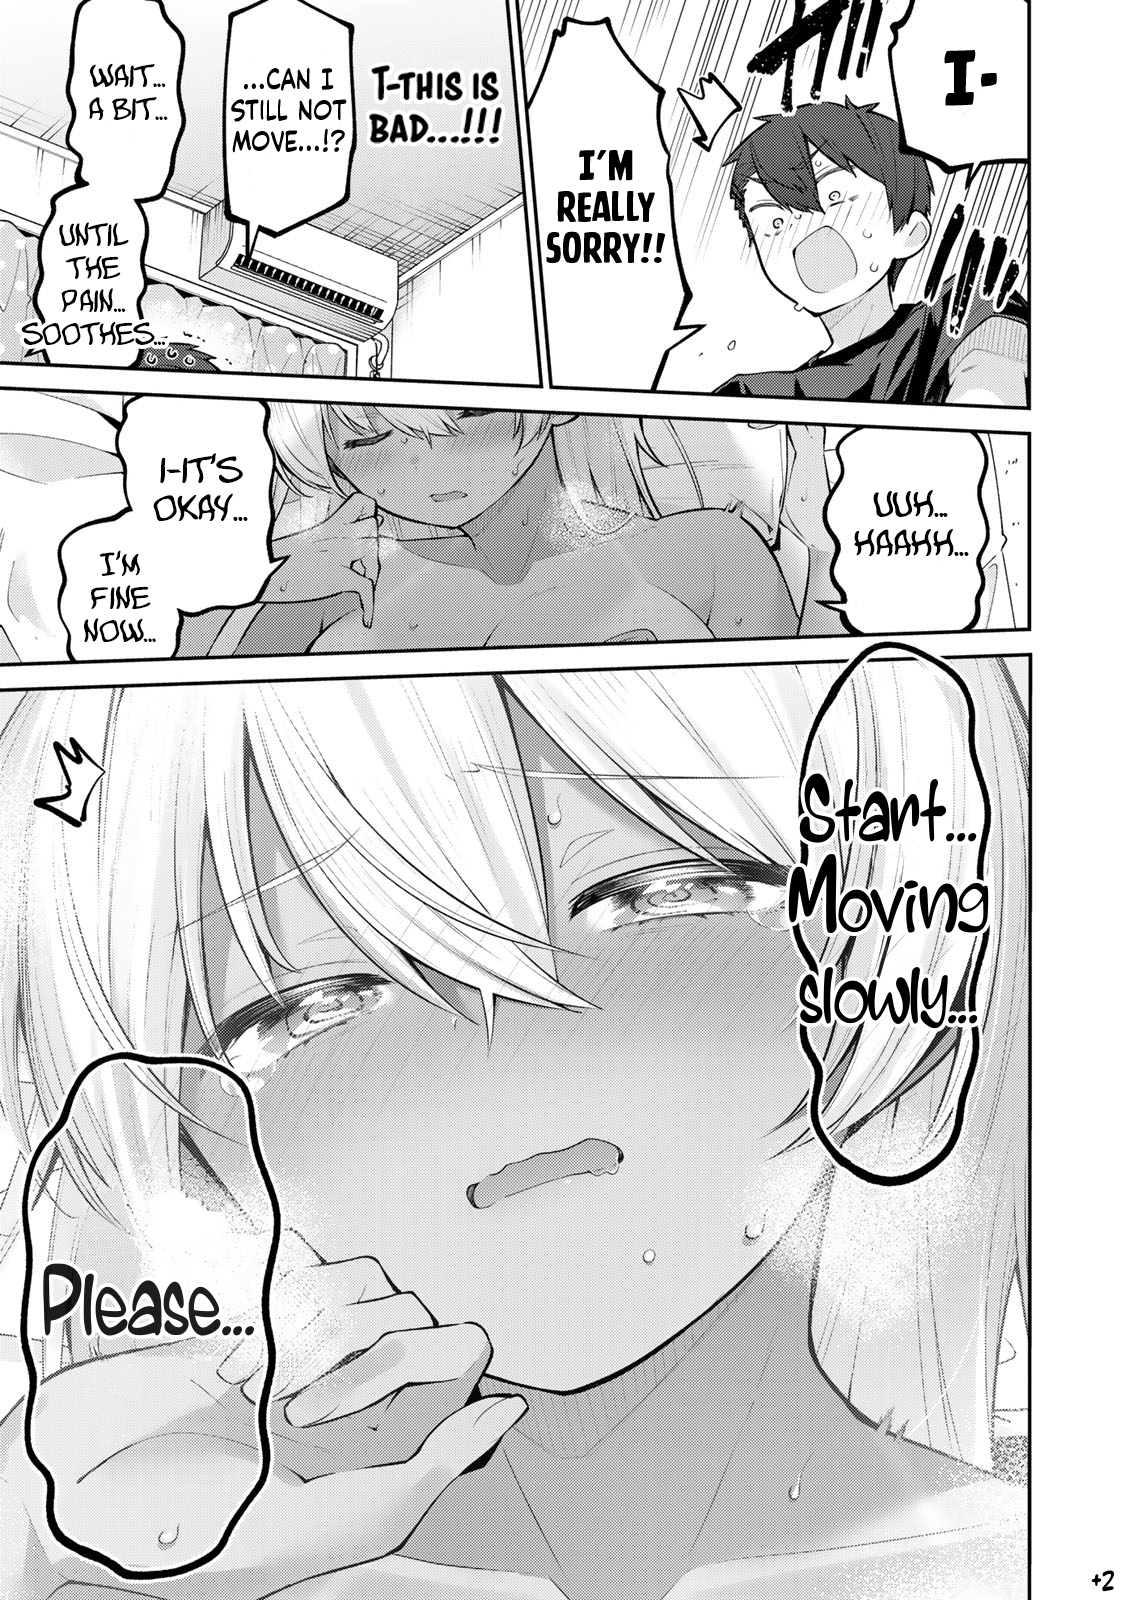 I-
I'M
REALLY
SORRY!!
T-THIS IS
BAD...!!!
...CAN I
STILL NOT
MOVE...!?
WAIT...
A BIT...
UNTIL
THE
PAIN...
SOOTHES...
UUH...
HAAHH...
I-IT'S
OKAY...
I'M
FINE
NOW...
Start...
Moving
slowly...!
Please...
+2